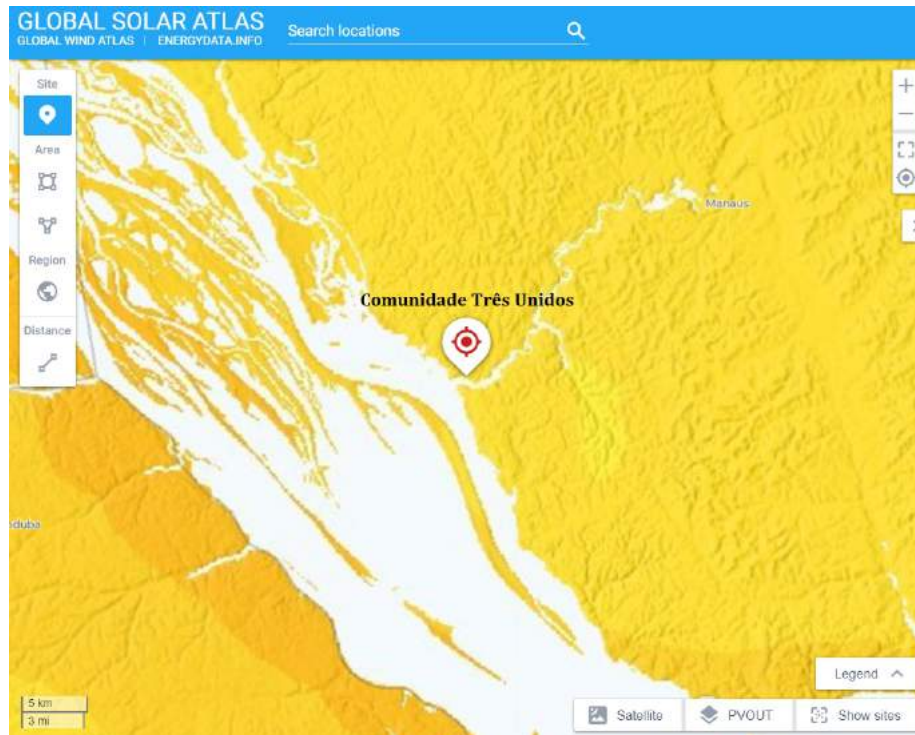 GLOBAL SOLAR ATLAS
GLOBAL WIND ATLAS | ENERGYDATA.INFO
Search locations
Site
Area
Region
Distance
Manaus
Comunidade Três Unidos
duba
5 km
3 mi
Legend
Satellite
PVOUT
Show sites